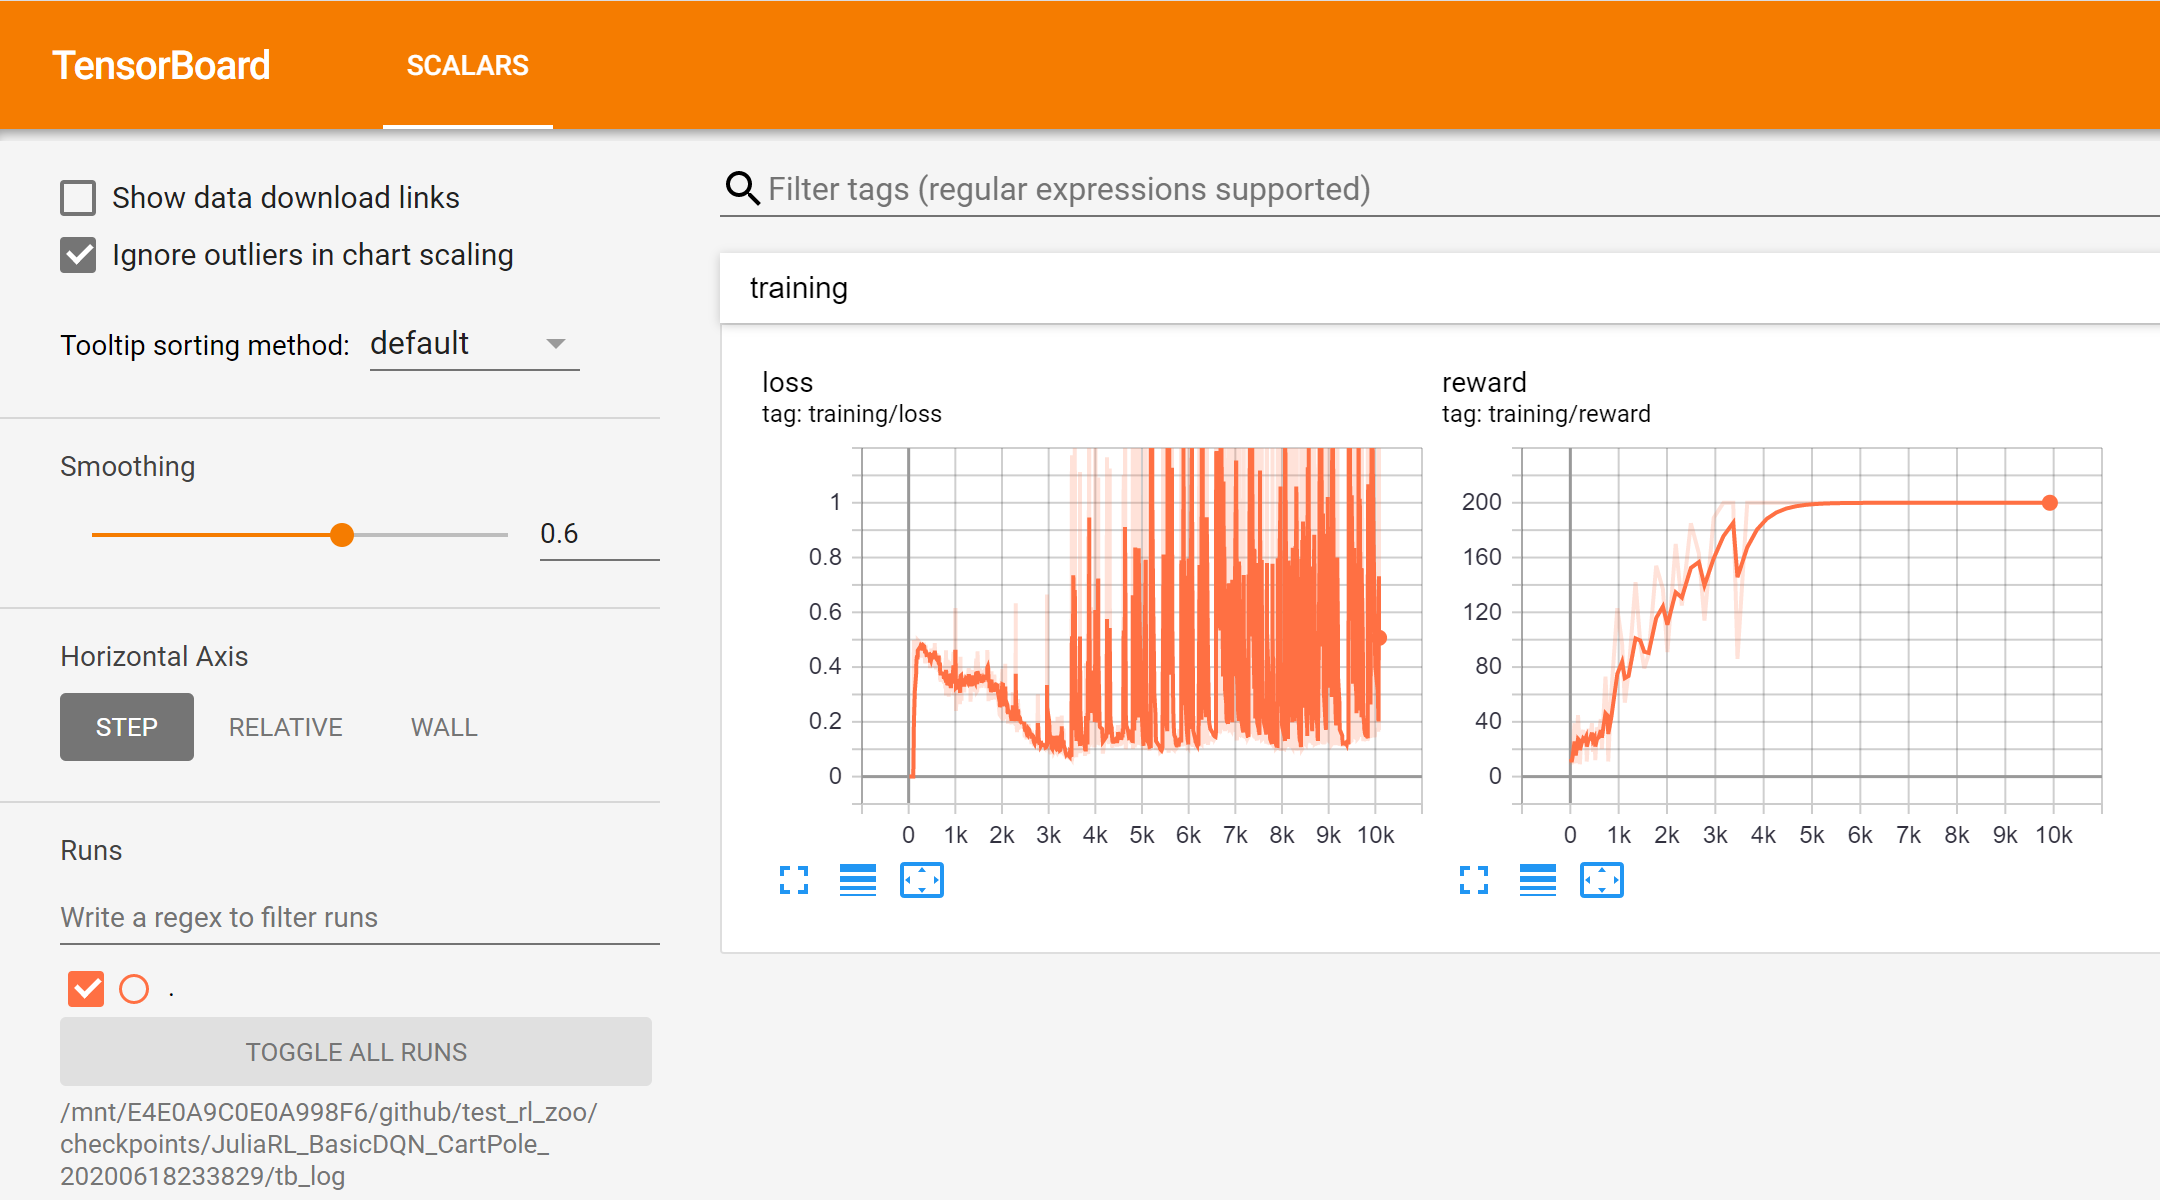 TensorBoard
SCALARS
Show data download links
Ignore outliers in chart scaling
Tooltip sorting method: default
Smoothing
0.6
Horizontal Axis
STEP RELATIVE WALL
Runs
Write a regex to filter runs
.
TOGGLE ALL RUNS
/mnt/E4E0A9C0E0A998F6/github/test_rl_zoo/
checkpoints/JuliaRL_BasicDQN_CartPole_
20200618233829/tb_log
Filter tags (regular expressions supported)
training
loss
tag: training/loss
1
0.8
0.6
0.4
0.2
0
0 1k 2k 3k 4k 5k 6k 7k 8k 9k 10k
reward
tag: training/reward
200
160
120
80
40
0
0 1k 2k 3k 4k 5k 6k 7k 8k 9k 10k